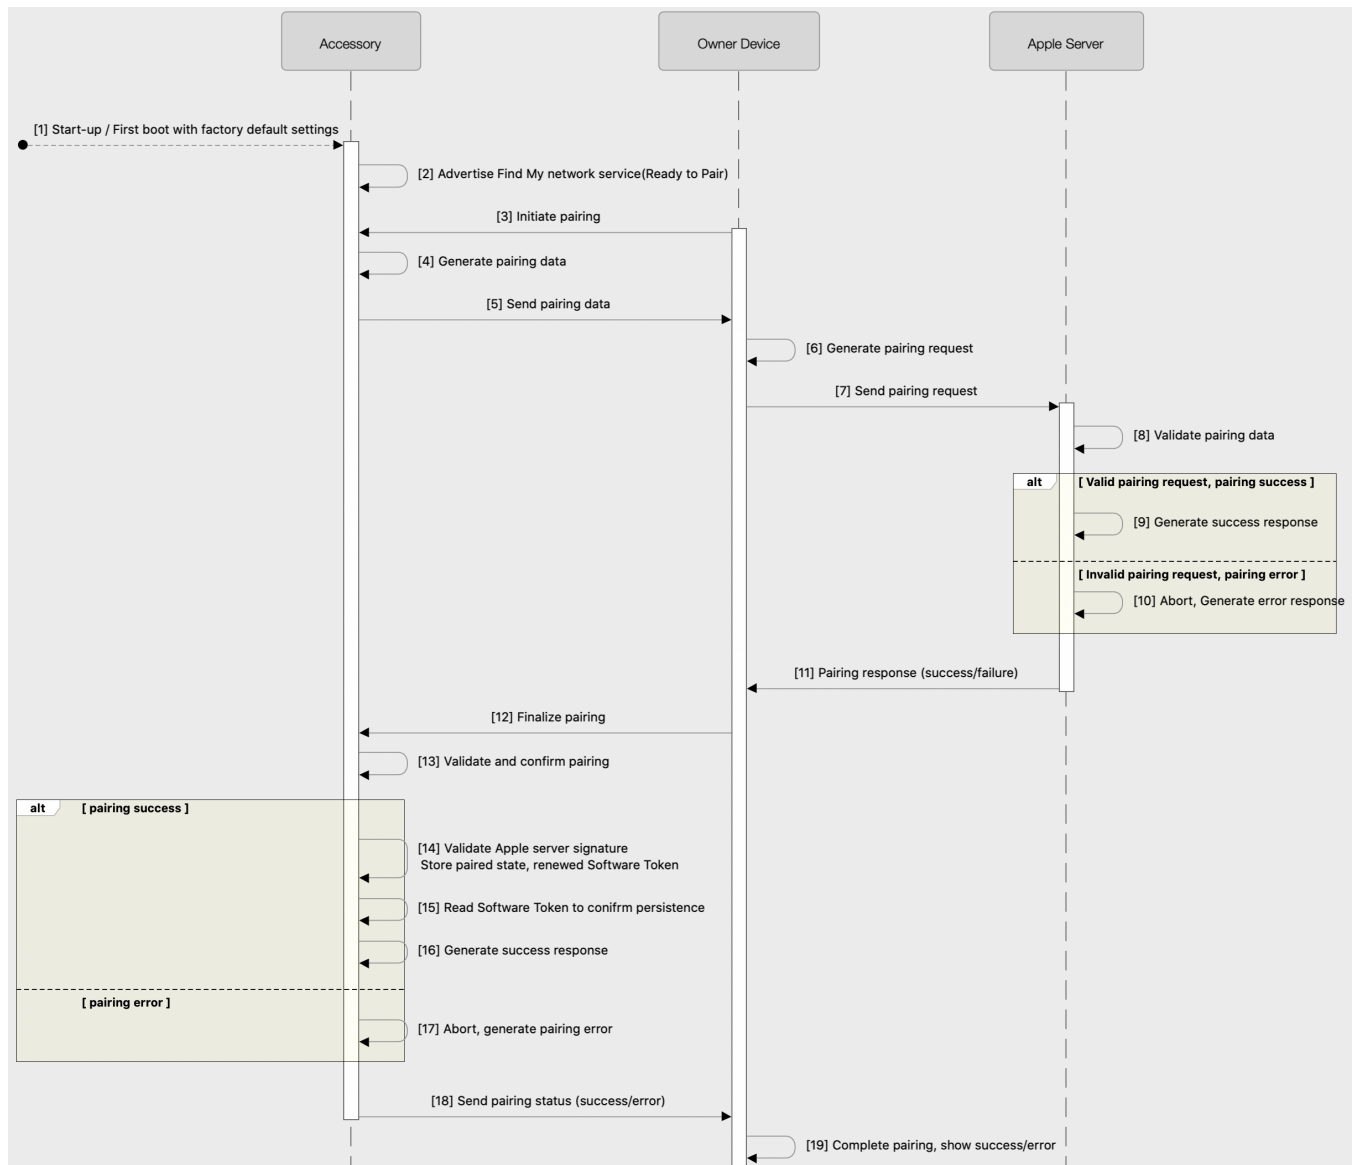 Accessory
Owner Device
Apple Server
[1] Start-up / First boot with factory default settings
[2] Advertise Find My network service(Ready to Pair)
[3] Initiate pairing
[4] Generate pairing data
[5] Send pairing data
[6] Generate pairing request
[7] Send pairing request
[8] Validate pairing data
alt
[ Valid pairing request, pairing success ]
[9] Generate success response
[ Invalid pairing request, pairing error ]
[10] Abort, Generate error response
[11] Pairing response (success/failure)
[12] Finalize pairing
[13] Validate and confirm pairing
alt
[ pairing success ]
[14] Validate Apple server signature
Store paired state, renewed Software Token
[15] Read Software Token to conifrm persistence
[16] Generate success response
[ pairing error ]
[17] Abort, generate pairing error
[18] Send pairing status (success/error)
[19] Complete pairing, show success/error